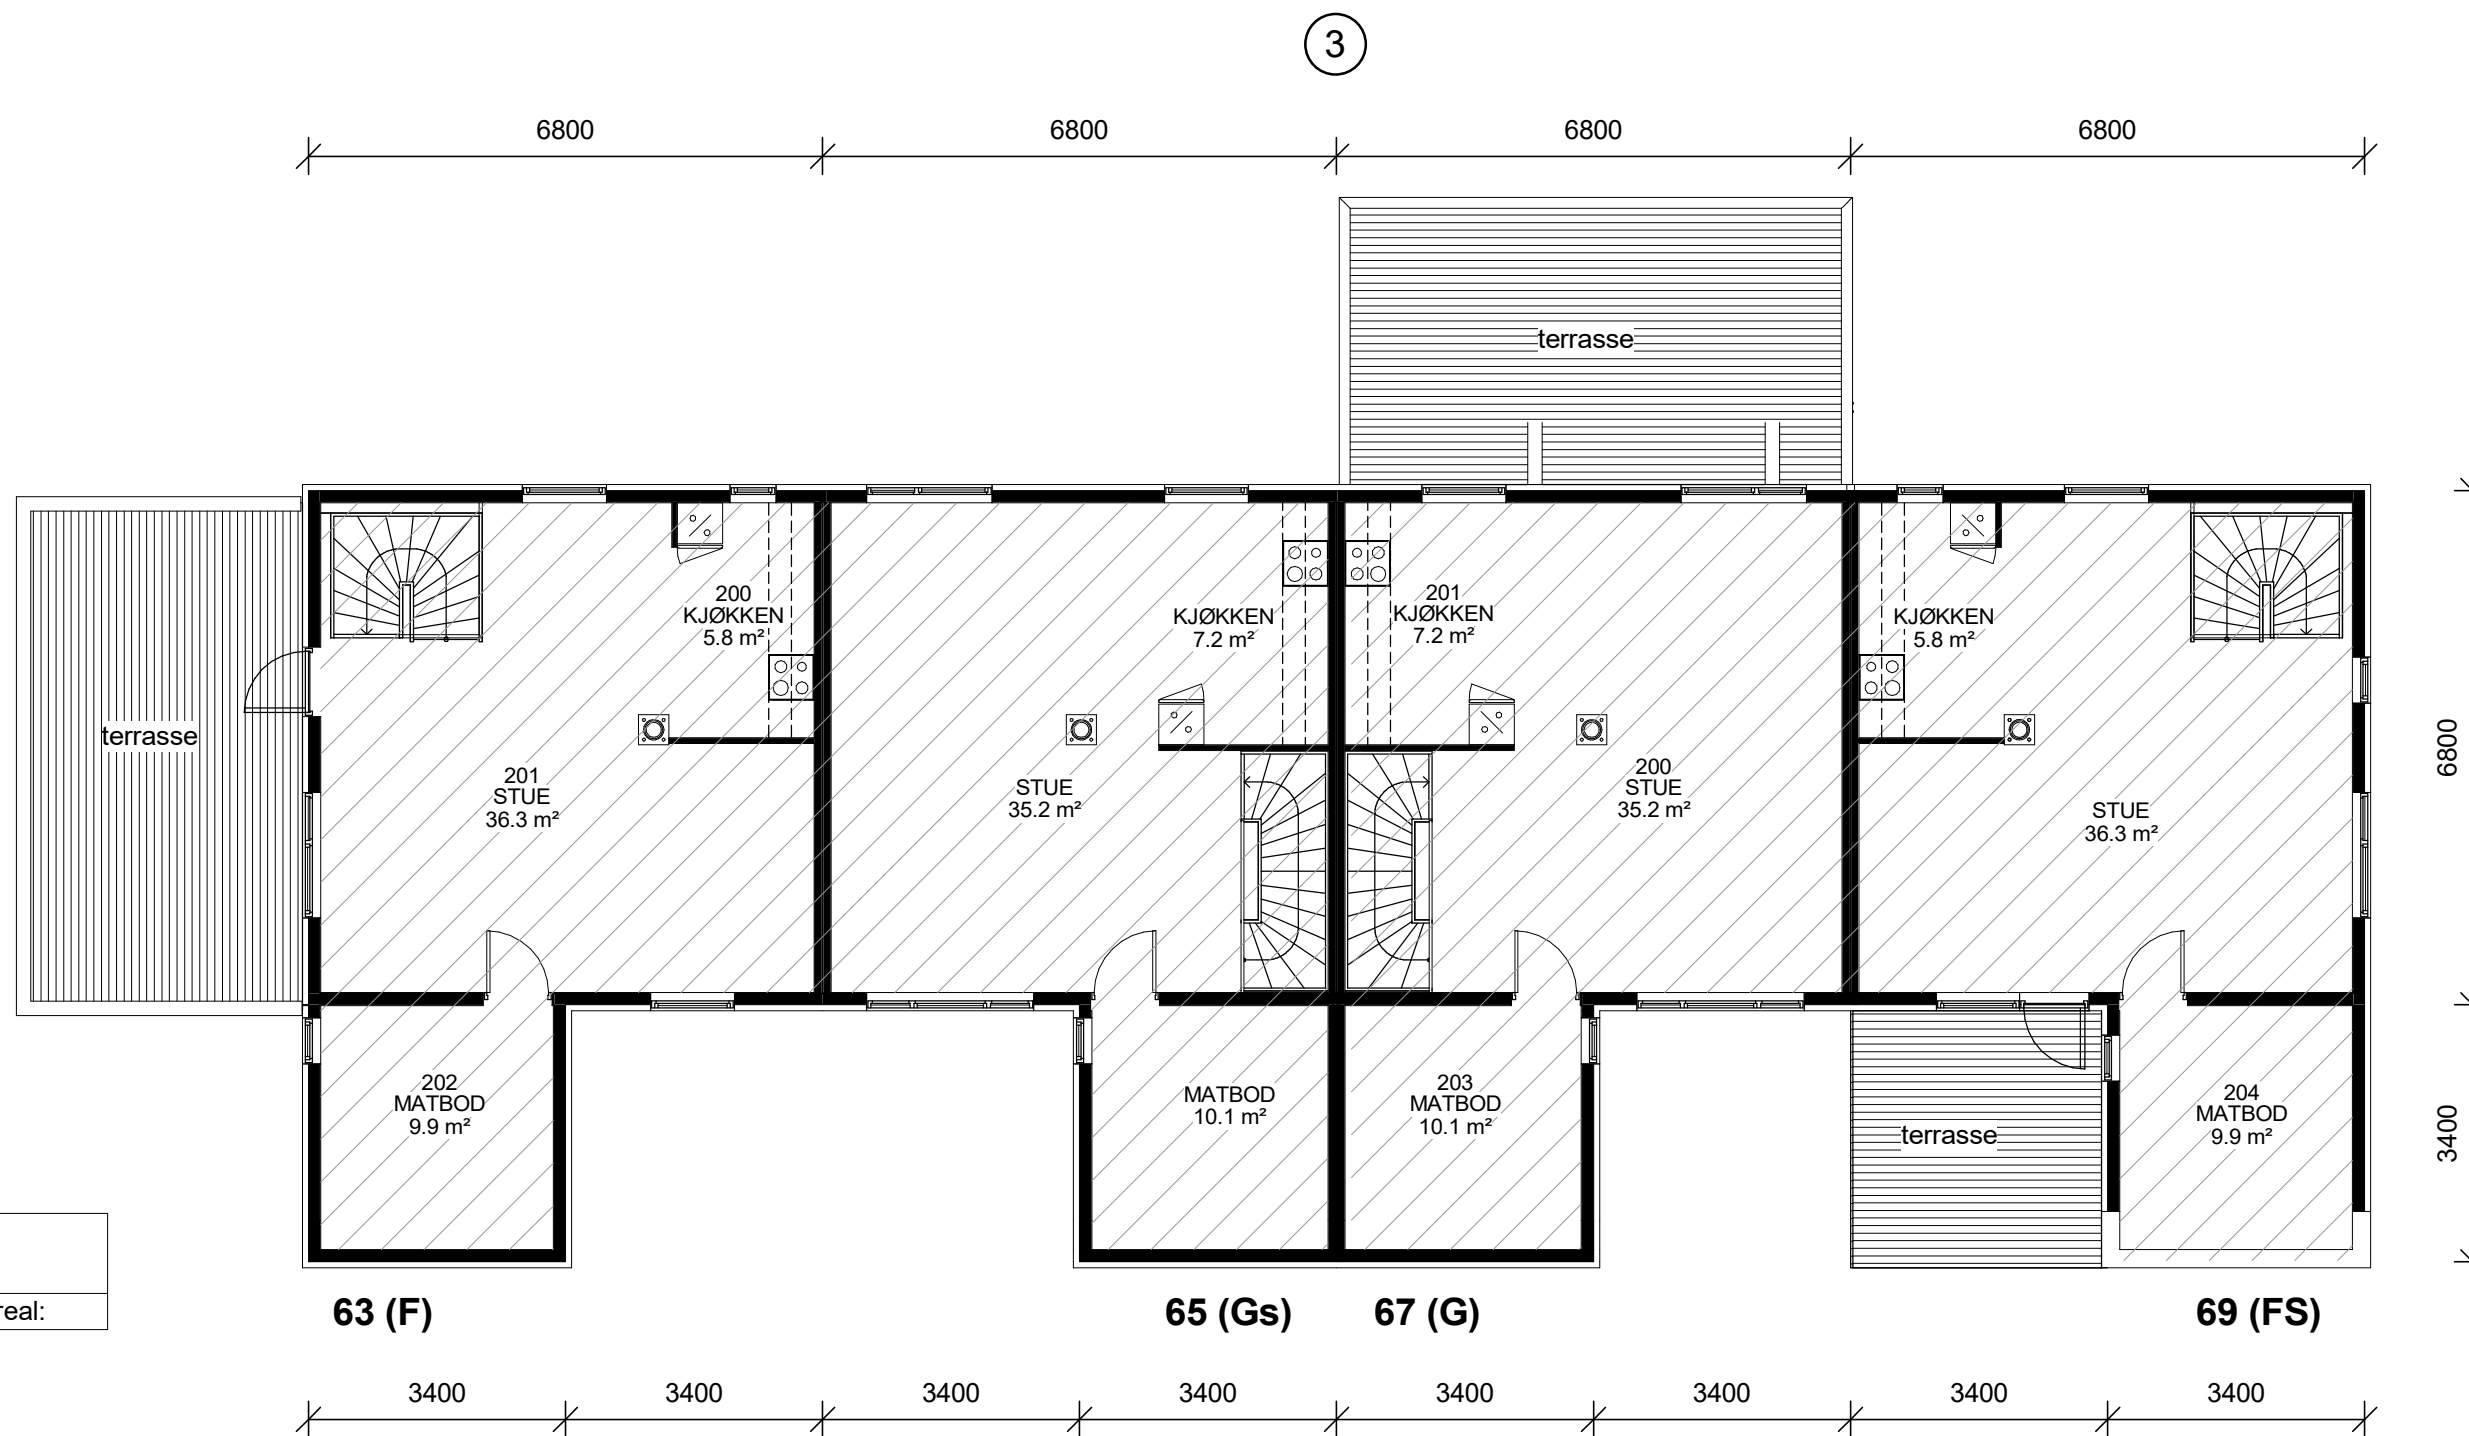 3
6800 6800 6800 6800
terrasse
200
KJØKKEN
5.8 m²
KJØKKEN
7.2 m²
201
KJØKKEN
7.2 m²
KJØKKEN
5.8 m²
terrasse
201
STUE
36.3 m²
STUE
35.2 m²
200
STUE
35.2 m²
STUE
36.3 m²
6800
202
MATBOD
9.9 m²
MATBOD
10.1 m²
203
MATBOD
10.1 m²
terrasse
204
MATBOD
9.9 m²
3400
real:
63 (F)
65 (Gs)
67 (G)
69 (FS)
3400 3400 3400 3400 3400 3400 3400 3400